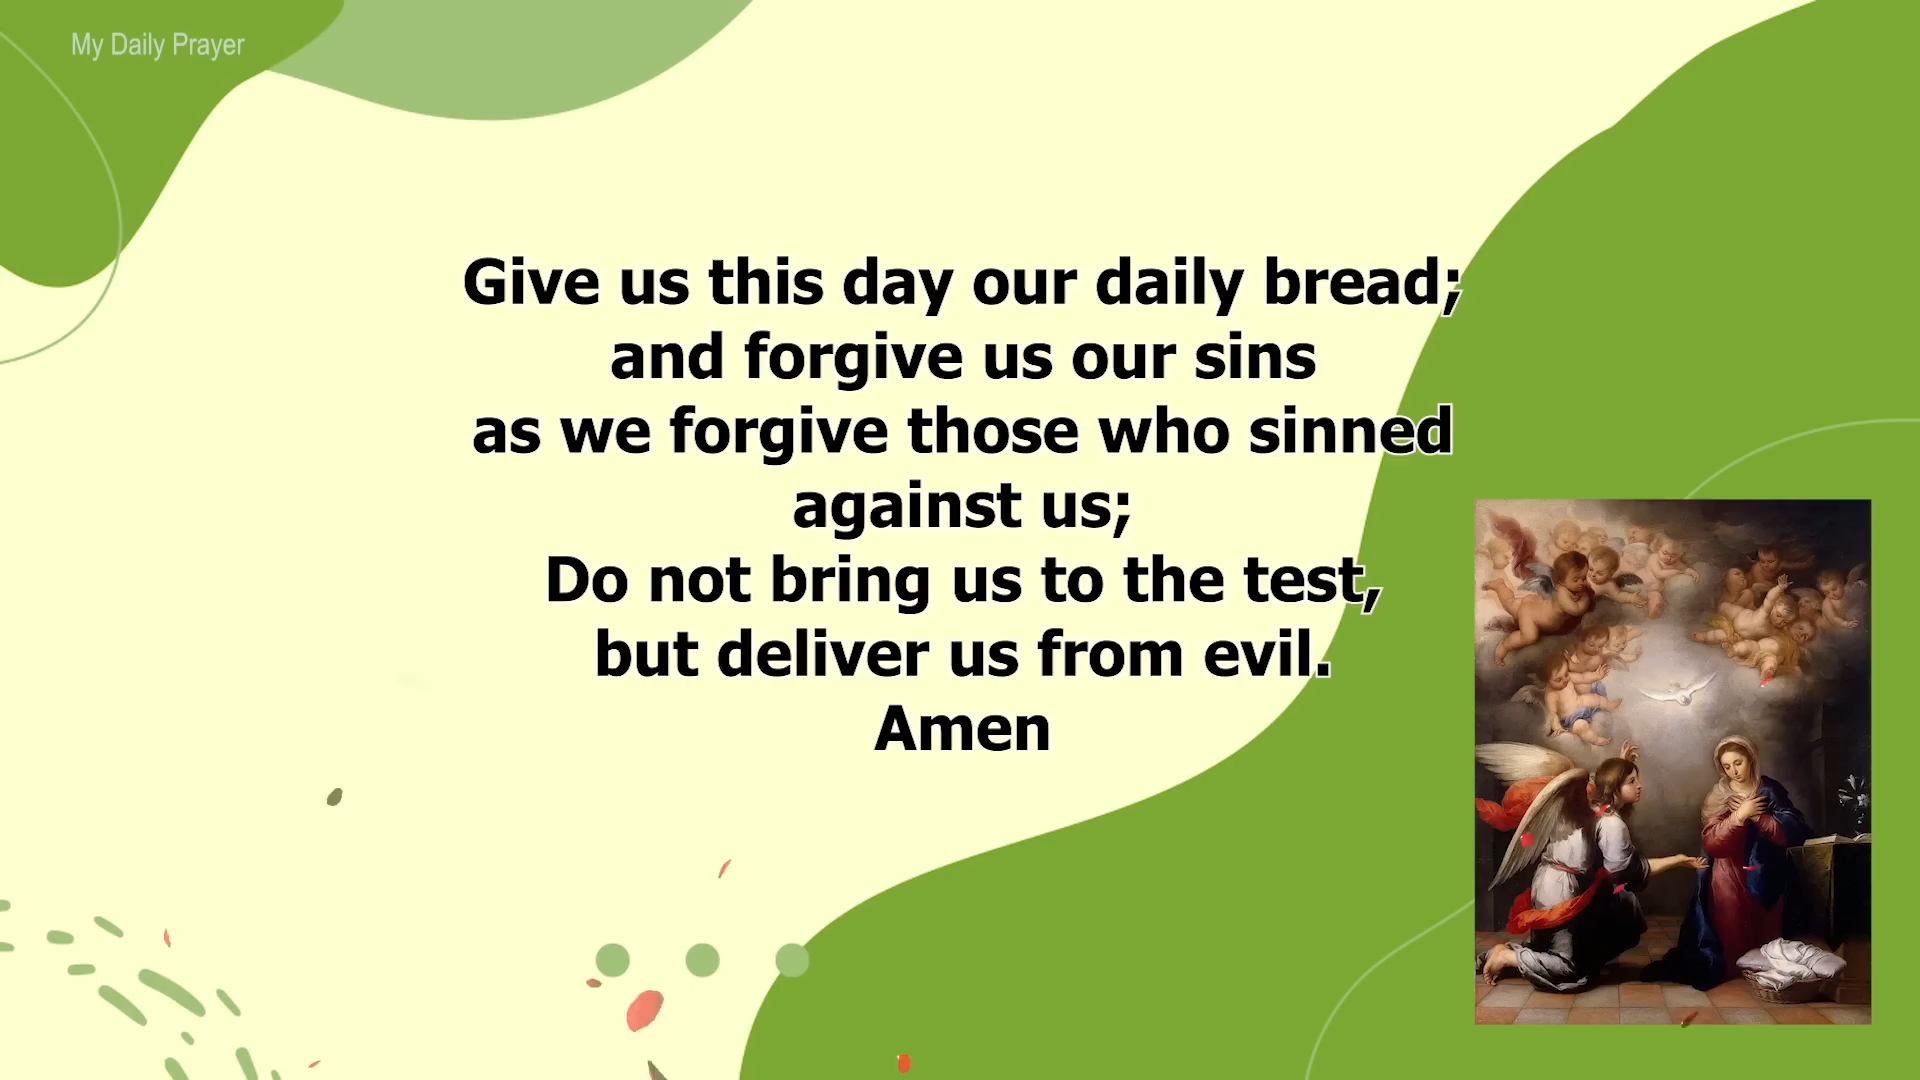 My Daily Prayer
Give us this day our daily bread;
and forgive us our sins
as we forgive those who sinned
against us;
Do not bring us to the test,
but deliver us from evil.
Amen